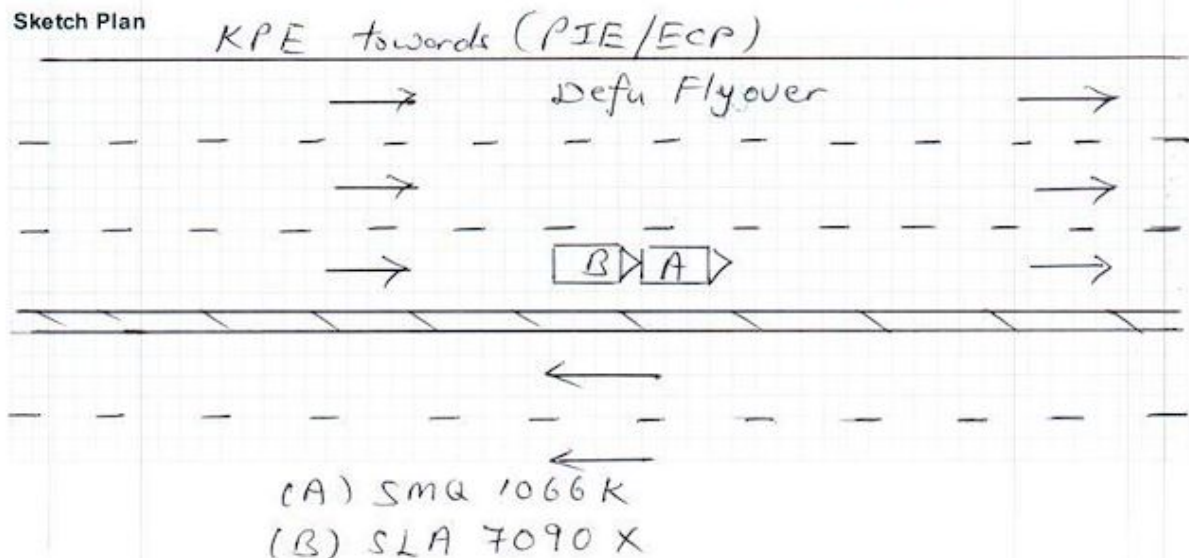 Sketch Plan
KPE towards (PIE/ECP)
Defu Flyover
B A
(A) SMQ 1066 K
(B) SLA 7090 X